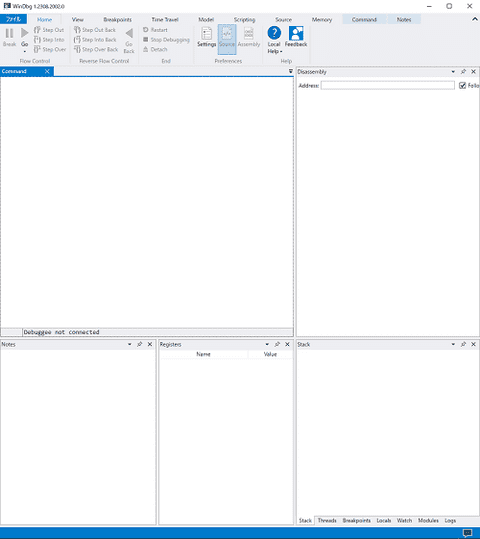 WinDbg 1.2308.2002.0
ファイル Home View Breakpoints Time Travel Model Scripting Source Memory Command Notes
Break
Go
Step Out
Step Into
Step Over
Flow Control
Step Out Back
Step Into Back
Step Over Back
Go Back
Reverse Flow Control
Restart
Stop Debugging
Detach
End
Settings
Source
Assembly
Preferences
Local Help
Feedback
Help
Command
Disassembly
Address:
Follo
Debuggee not connected
Notes
Registers
Name Value
Stack
Stack Threads Breakpoints Locals Watch Modules Logs